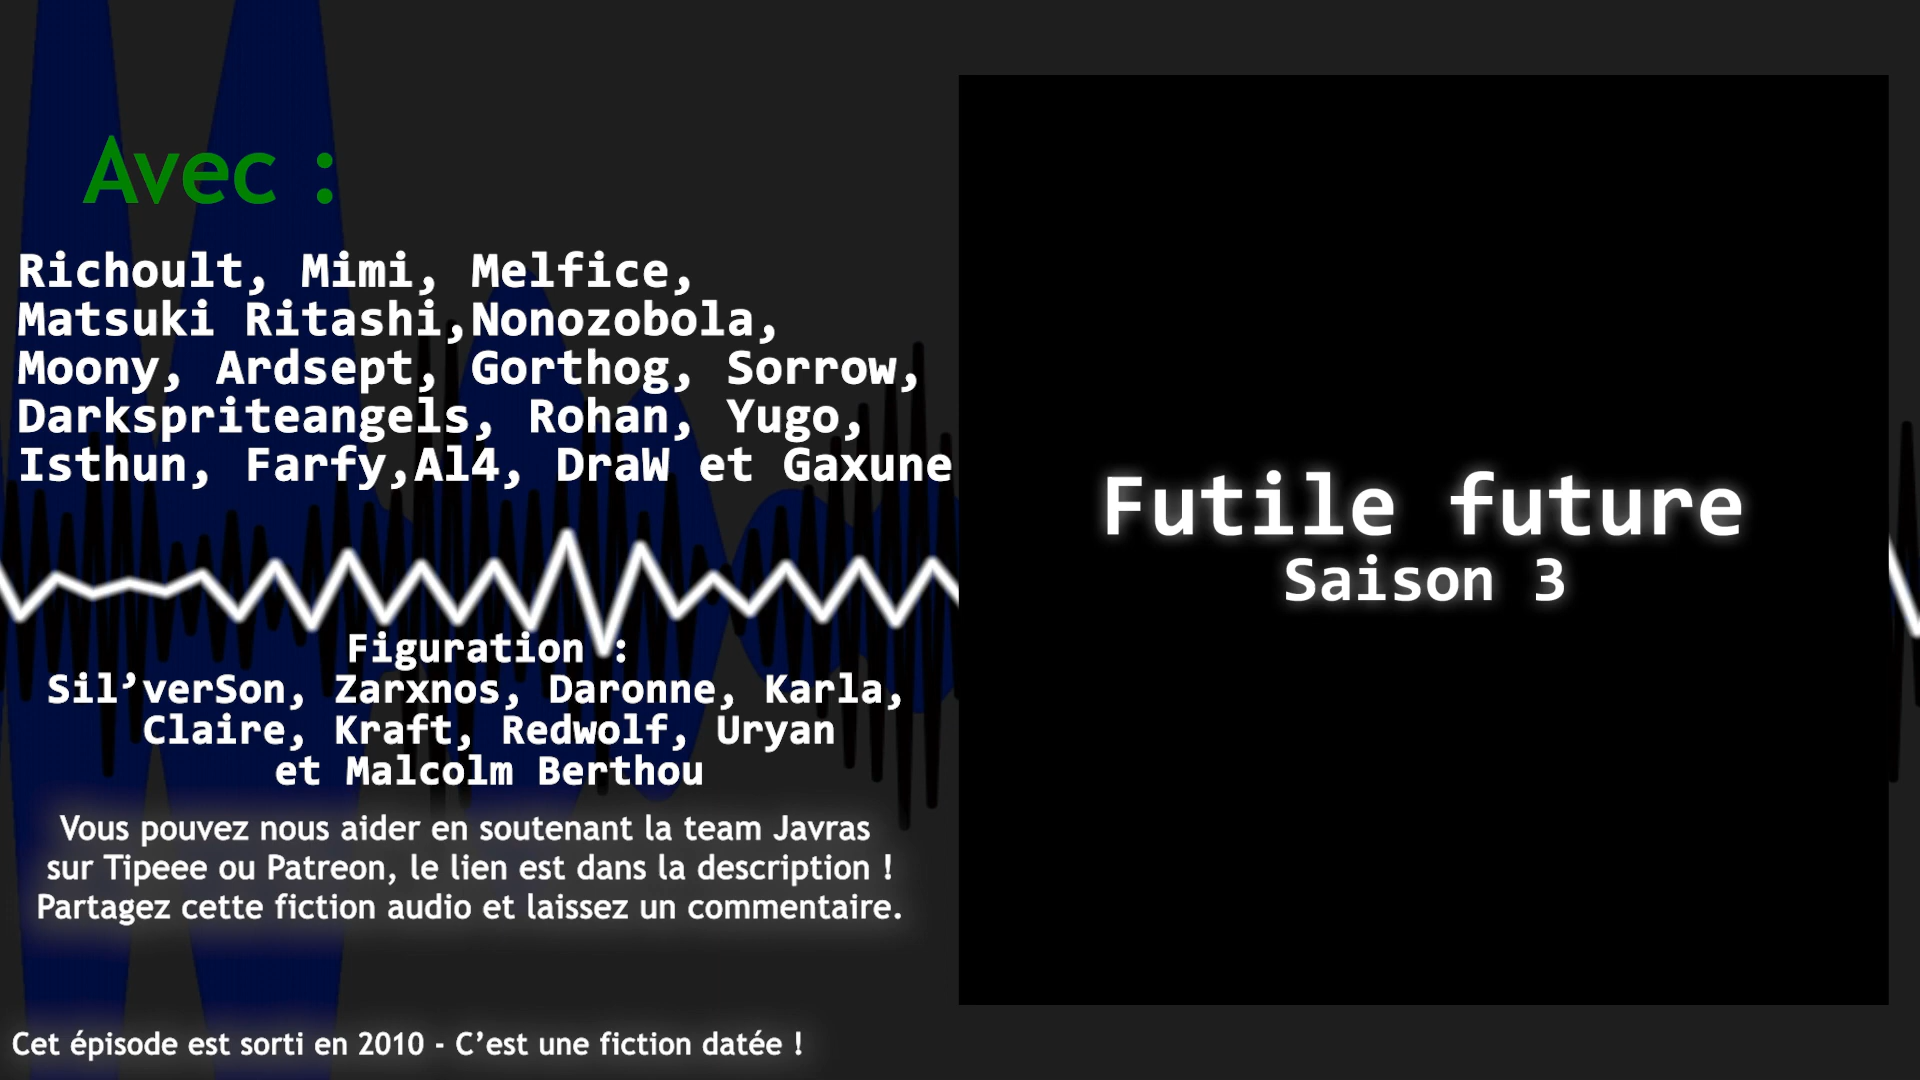 Avec :
Richoult, Mimi, Melfice,
Matsuki Ritashi,Nonozobola,
Moony, Ardsept, Gorthog, Sorrow,
Darkspriteangels, Rohan, Yugo,
Isthun, Farfy,Al4, DraW et Gaxune
Figuration :
Sil’verSon, Zarxnos, Daronne, Karla,
Claire, Kraft, Redwolf, Uryan
et Malcolm Berthou
Vous pouvez nous aider en soutenant la team Javras
sur Tipeee ou Patreon, le lien est dans la description !
Partagez cette fiction audio et laissez un commentaire.
Cet épisode est sorti en 2010 - C’est une fiction datée !
Futile future
Saison 3